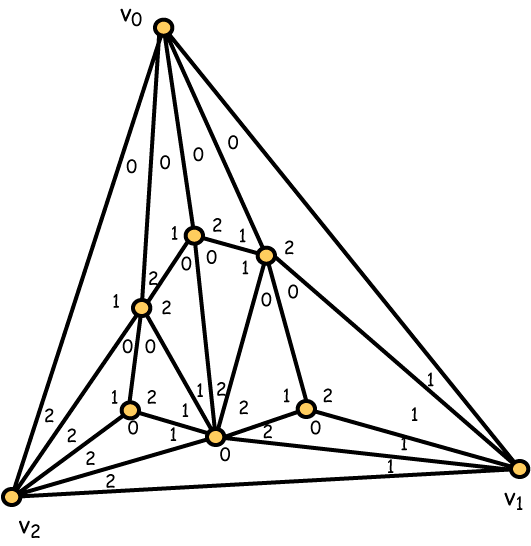 v0
0 0 0 0
1 2 1 2
0 0 1
2 0 0
1 2
0 0 1
1 2 1 2 1 2
2 1 2 1
2 0 1 2 0 1
2 0 1
2
v1
v2